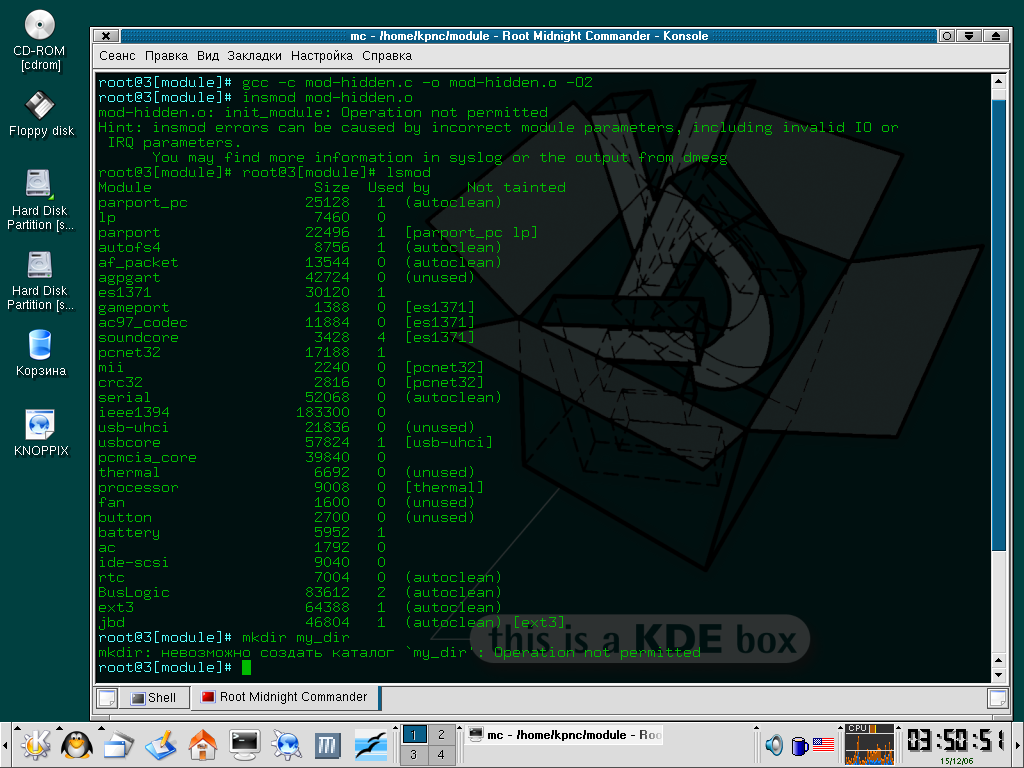 CD-ROM
[cdrom]
Floppy disk
Hard Disk
Partition [s...
Hard Disk
Partition [s...
Корзина
KNOPPIX
mc - /home/kpnc/module - Root Midnight Commander - Konsole
Сеанс Правка Вид Закладки Настройка Справка
root@3[module]# gcc -c mod-hidden.c -o mod-hidden.o -O2
root@3[module]# insmod mod-hidden.o
mod-hidden.o: init_module: Operation not permitted
Hint: insmod errors can be caused by incorrect module parameters, including invalid IO or
IRQ parameters.
You may find more information in syslog or the output from dmesg
root@3[module]# root@3[module]# lsmod
Module Size Used by Not tainted
parport_pc 25128 1 (autoclean)
lp 7460 0
parport 22496 1 [parport_pc lp]
autofs4 8756 1 (autoclean)
af_packet 13544 0 (autoclean)
agpgart 42724 0 (unused)
es1371 30120 1
gameport 1388 0 [es1371]
ac97_codec 11884 0 [es1371]
soundcore 3428 4 [es1371]
pcnet32 17188 1
mii 2240 0 [pcnet32]
crc32 2816 0 [pcnet32]
serial 52068 0 (autoclean)
ieee1394 183300 0
usb-uhci 21836 0 (unused)
usbcore 57824 1 [usb-uhci]
pcmcia_core 39840 0
thermal 6692 0 (unused)
processor 9008 0 [thermal]
fan 1600 0 (unused)
button 2700 0 (unused)
battery 5952 1
ac 1792 0
ide-scsi 9040 0
rtc 7004 0 (autoclean)
BusLogic 83612 2 (autoclean)
ext3 64388 1 (autoclean)
jbd 46804 1 (autoclean) [ext3]
root@3[module]# mkdir my_dir
mkdir: невозможно создать каталог `my_dir': Operation not permitted
root@3[module]#
this is a KDE box
Shell Root Midnight Commander
1 2
3 4
mc - /home/kpnc/module - Roo
CPU
03:50:51
15/12/06